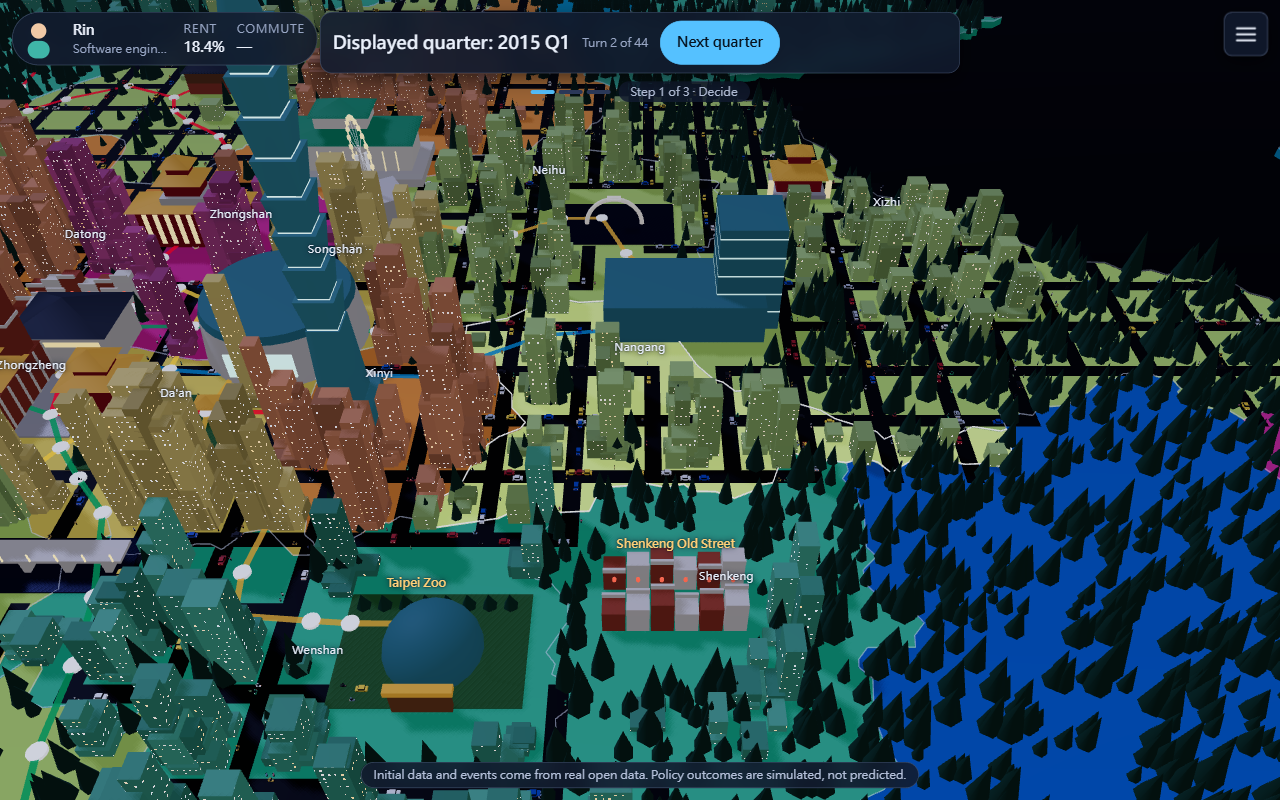 Rin
Software engin...
RENT
18.4%
COMMUTE
—
Displayed quarter: 2015 Q1
Turn 2 of 44
Next quarter
Step 1 of 3 · Decide
Neihu
Xizhi
Zhongshan
Datong
Songshan
Nangang
Zhongzheng
Xinyi
Da'an
Shenkeng Old Street
Shenkeng
Taipei Zoo
Wenshan
Initial data and events come from real open data. Policy outcomes are simulated, not predicted.